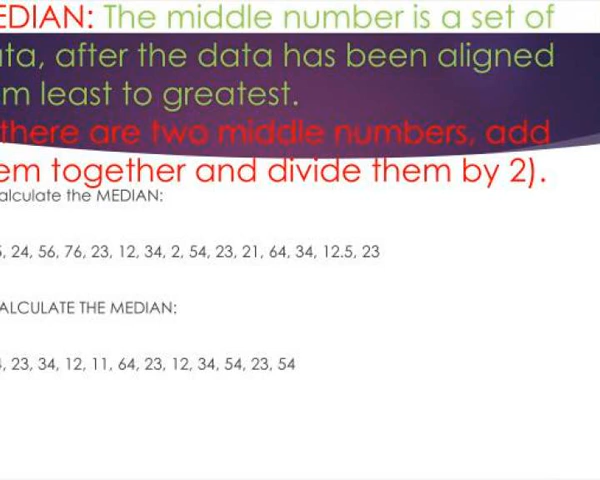 EDIAN: The middle number is a set of
ata, after the data has been aligned
m least to greatest.
there are two middle numbers, add
em together and divide them by 2).
alculate the MEDIAN:
, 24, 56, 76, 23, 12, 34, 2, 54, 23, 21, 64, 34, 12.5, 23
ALCULATE THE MEDIAN:
, 23, 34, 12, 11, 64, 23, 12, 34, 54, 23, 54